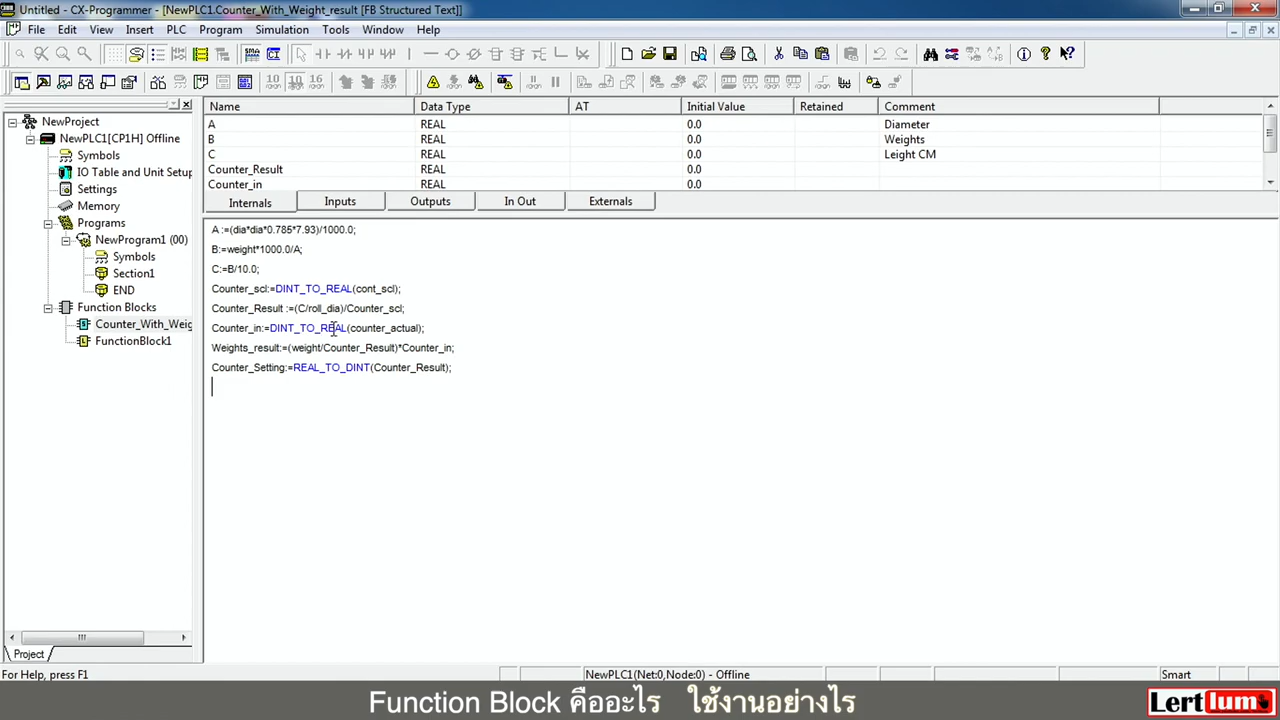 Untitled - CX-Programmer - [NewPLC1.Counter_With_Weight_result [FB Structured Text]]
File Edit View Insert PLC Program Simulation Tools Window Help
SMA
10 10 16
NewProject
NewPLC1[CP1H] Offline
Symbols
IO Table and Unit Setup
Settings
Memory
Programs
NewProgram1 (00)
Symbols
Section1
END
Function Blocks
Counter_With_Weig
FunctionBlock1
Project
Name Data Type AT Initial Value Retained Comment
A REAL 0.0 Diameter
B REAL 0.0 Weights
C REAL 0.0 Leight CM
Counter_Result REAL 0.0
Counter_in REAL 0.0
Internals Inputs Outputs In Out Externals
A :=(dia*dia*0.785*7.93)/1000.0;
B:=weight*1000.0/A;
C:=B/10.0;
Counter_scl:=DINT_TO_REAL(cont_scl);
Counter_Result :=(C/roll_dia)/Counter_scl;
Counter_in:=DINT_TO_REAL(counter_actual);
Weights_result:=(weight/Counter_Result)*Counter_in;
Counter_Setting:=REAL_TO_DINT(Counter_Result);
For Help, press F1
NewPLC1(Net:0,Node:0) - Offline
Smart
Function Block คืออะไร ใช้งานอย่างไร
Lertlum